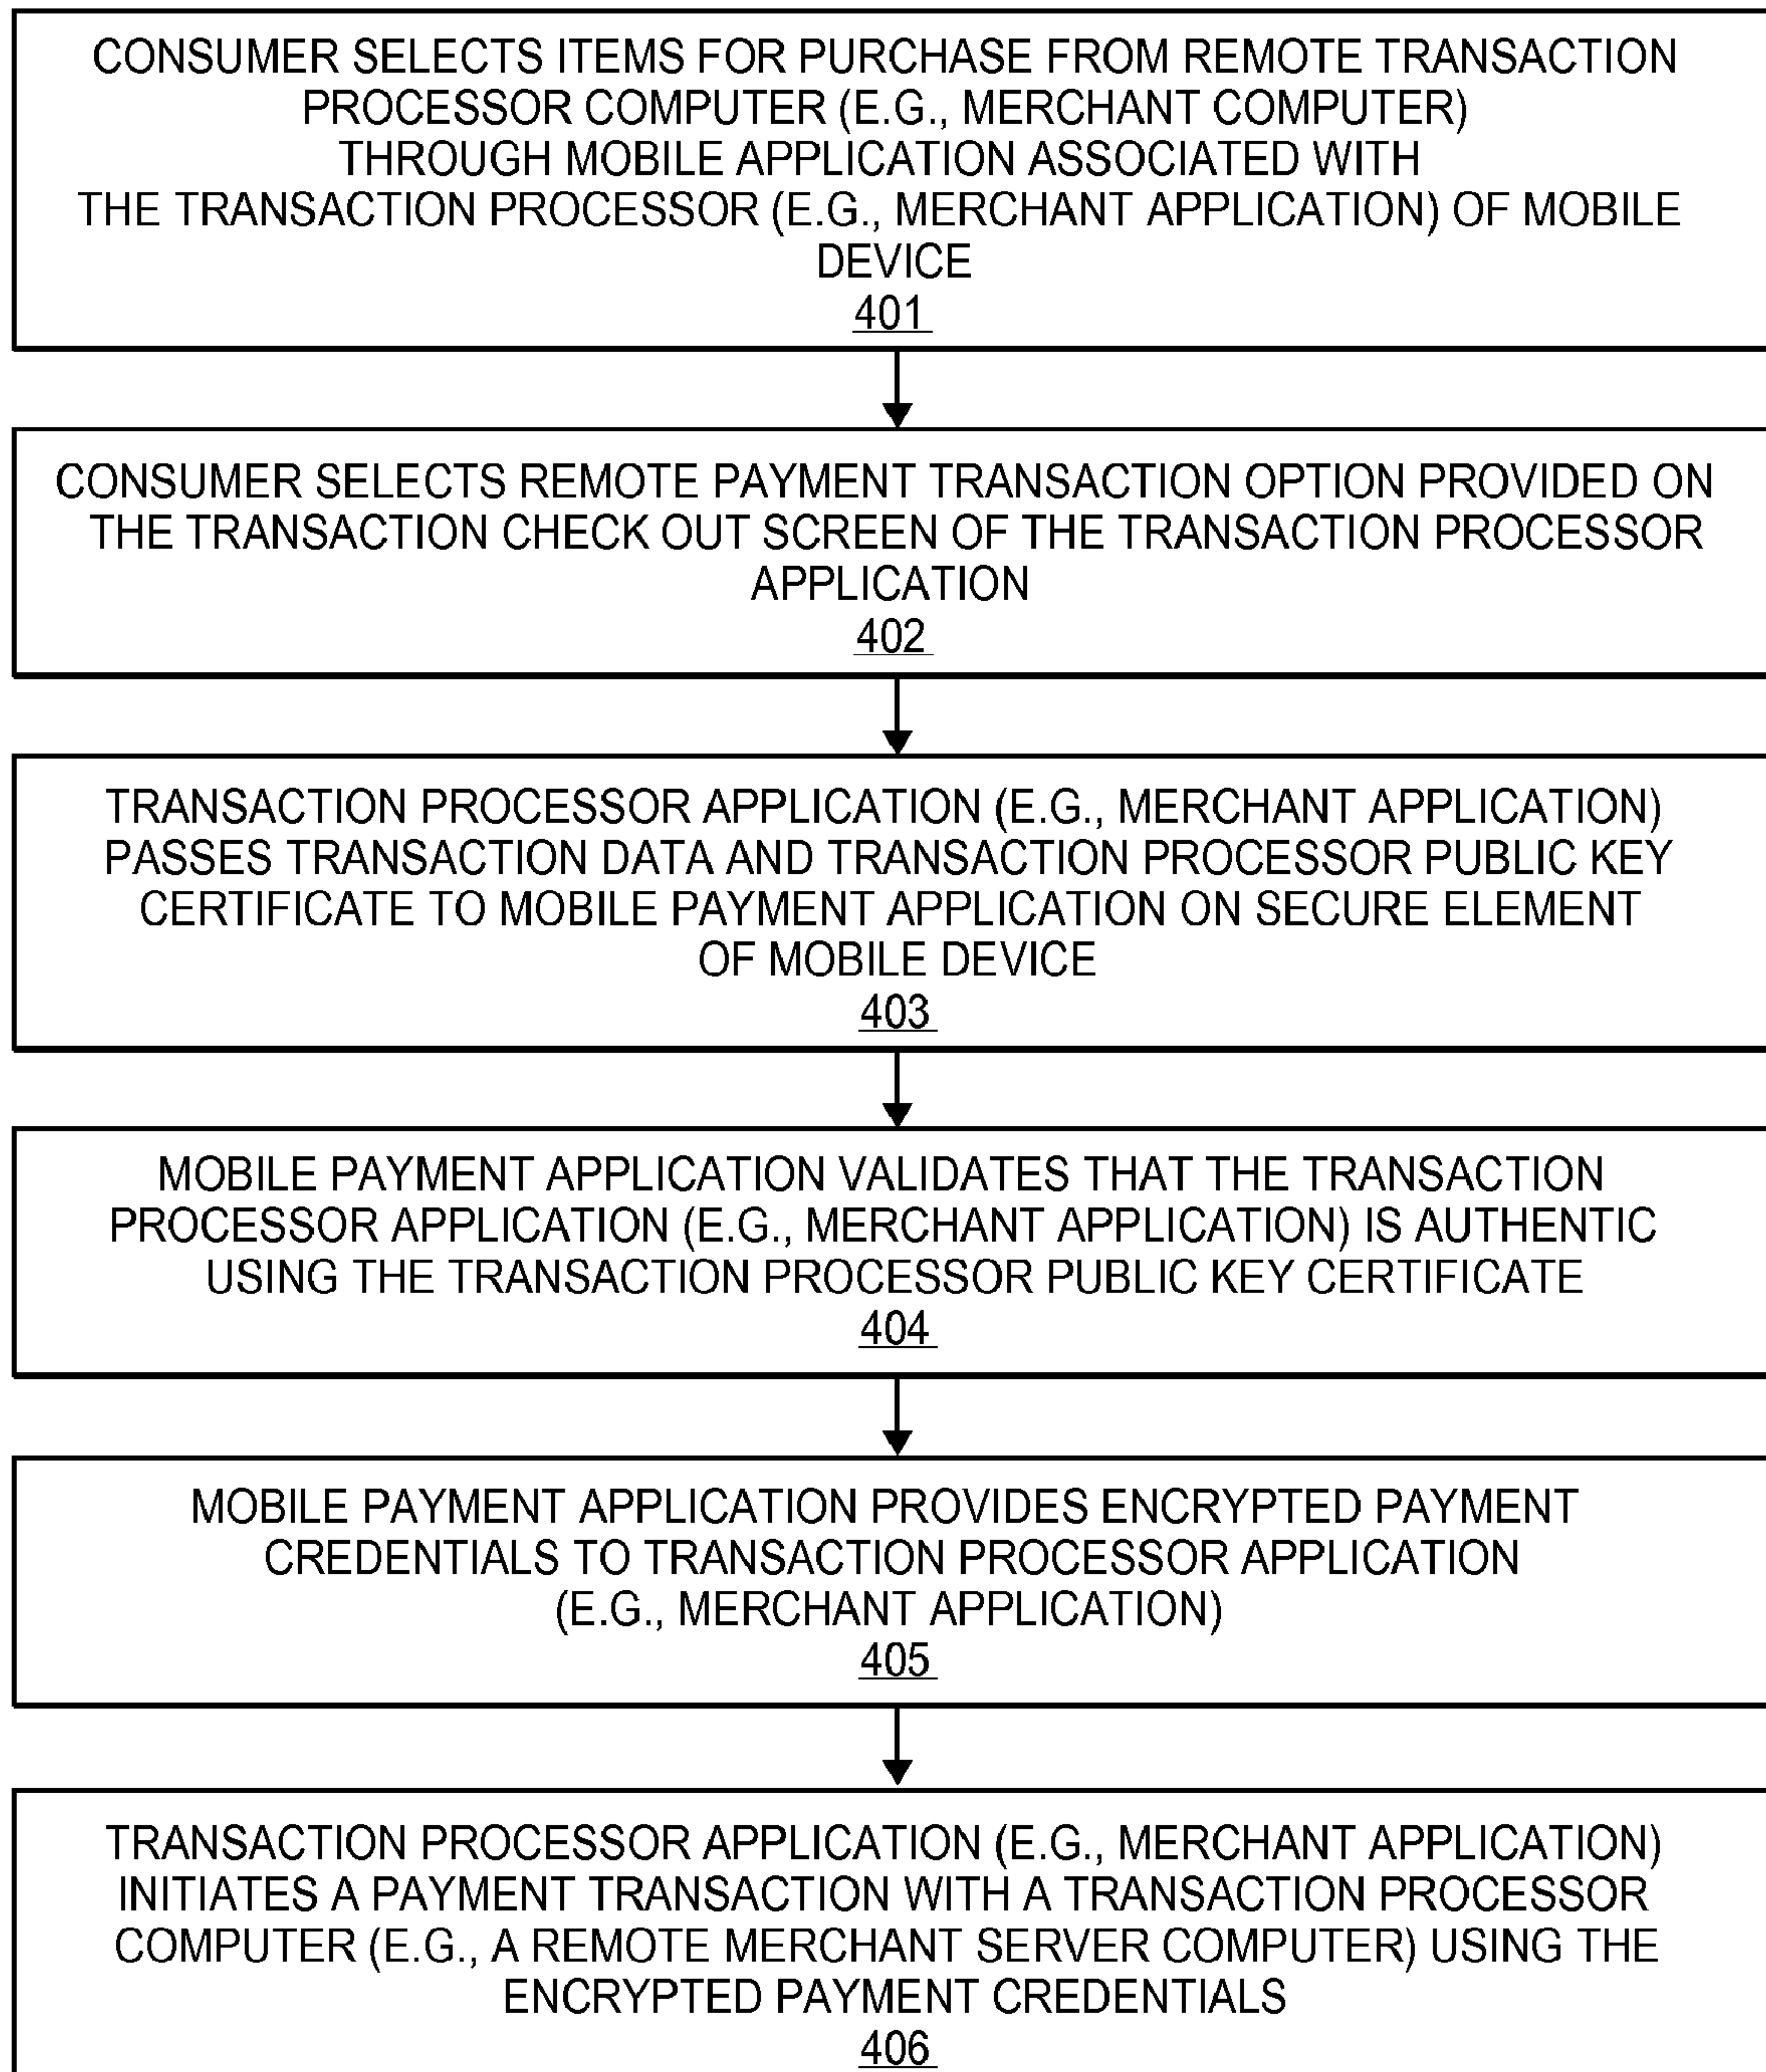 CONSUMER SELECTS ITEMS FOR PURCHASE FROM REMOTE TRANSACTION
PROCESSOR COMPUTER (E.G., MERCHANT COMPUTER)
THROUGH MOBILE APPLICATION ASSOCIATED WITH
THE TRANSACTION PROCESSOR (E.G., MERCHANT APPLICATION) OF MOBILE
DEVICE
401
CONSUMER SELECTS REMOTE PAYMENT TRANSACTION OPTION PROVIDED ON
THE TRANSACTION CHECK OUT SCREEN OF THE TRANSACTION PROCESSOR
APPLICATION
402
TRANSACTION PROCESSOR APPLICATION (E.G., MERCHANT APPLICATION)
PASSES TRANSACTION DATA AND TRANSACTION PROCESSOR PUBLIC KEY
CERTIFICATE TO MOBILE PAYMENT APPLICATION ON SECURE ELEMENT
OF MOBILE DEVICE
403
MOBILE PAYMENT APPLICATION VALIDATES THAT THE TRANSACTION
PROCESSOR APPLICATION (E.G., MERCHANT APPLICATION) IS AUTHENTIC
USING THE TRANSACTION PROCESSOR PUBLIC KEY CERTIFICATE
404
MOBILE PAYMENT APPLICATION PROVIDES ENCRYPTED PAYMENT
CREDENTIALS TO TRANSACTION PROCESSOR APPLICATION
(E.G., MERCHANT APPLICATION)
405
TRANSACTION PROCESSOR APPLICATION (E.G., MERCHANT APPLICATION)
INITIATES A PAYMENT TRANSACTION WITH A TRANSACTION PROCESSOR
COMPUTER (E.G., A REMOTE MERCHANT SERVER COMPUTER) USING THE
ENCRYPTED PAYMENT CREDENTIALS
406